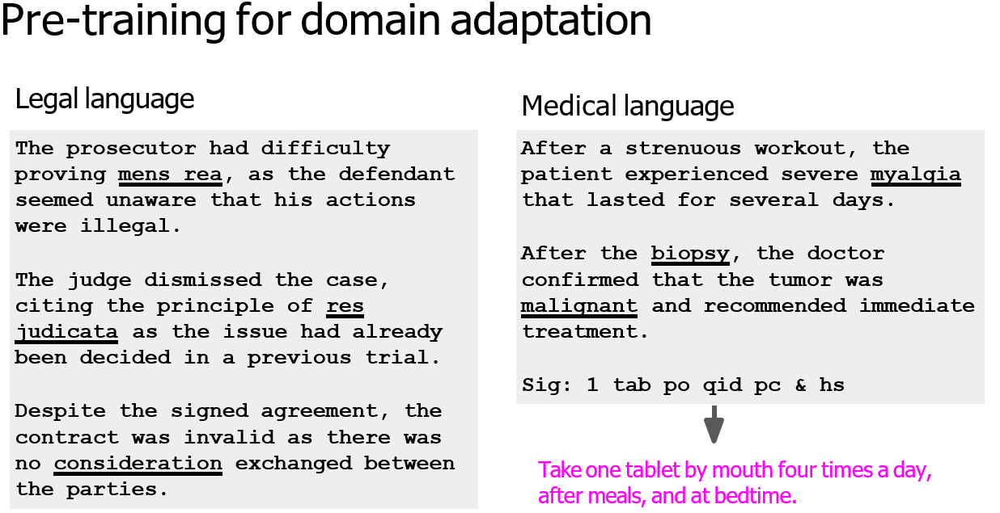 Pre-training for domain adaptation
Legal language
The prosecutor had difficulty
proving mens rea, as the defendant
seemed unaware that his actions
were illegal.
The judge dismissed the case,
citing the principle of res
judicata as the issue had already
been decided in a previous trial.
Despite the signed agreement, the
contract was invalid as there was
no consideration exchanged between
the parties.
Medical language
After a strenuous workout, the
patient experienced severe myalgia
that lasted for several days.
After the biopsy, the doctor
confirmed that the tumor was
malignant and recommended immediate
treatment.
Sig: 1 tab po qid pc & hs
Take one tablet by mouth four times a day,
after meals, and at bedtime.